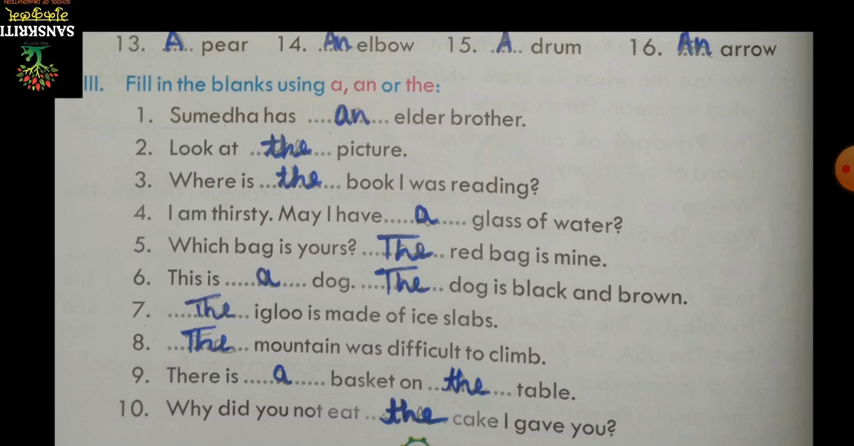 SANSKRITI
13. .A.. pear 14. .An elbow 15. .A.. drum 16. An arrow
III. Fill in the blanks using a, an or the:
1. Sumedha has ....an... elder brother.
2. Look at ..the... picture.
3. Where is ...the... book I was reading?
4. I am thirsty. May I have.....a..... glass of water?
5. Which bag is yours? ....The.. red bag is mine.
6. This is .....a.... dog. ....The... dog is black and brown.
7. .....The.. igloo is made of ice slabs.
8. ...The... mountain was difficult to climb.
9. There is .....a..... basket on ..the.... table.
10. Why did you not eat ...the cake I gave you?